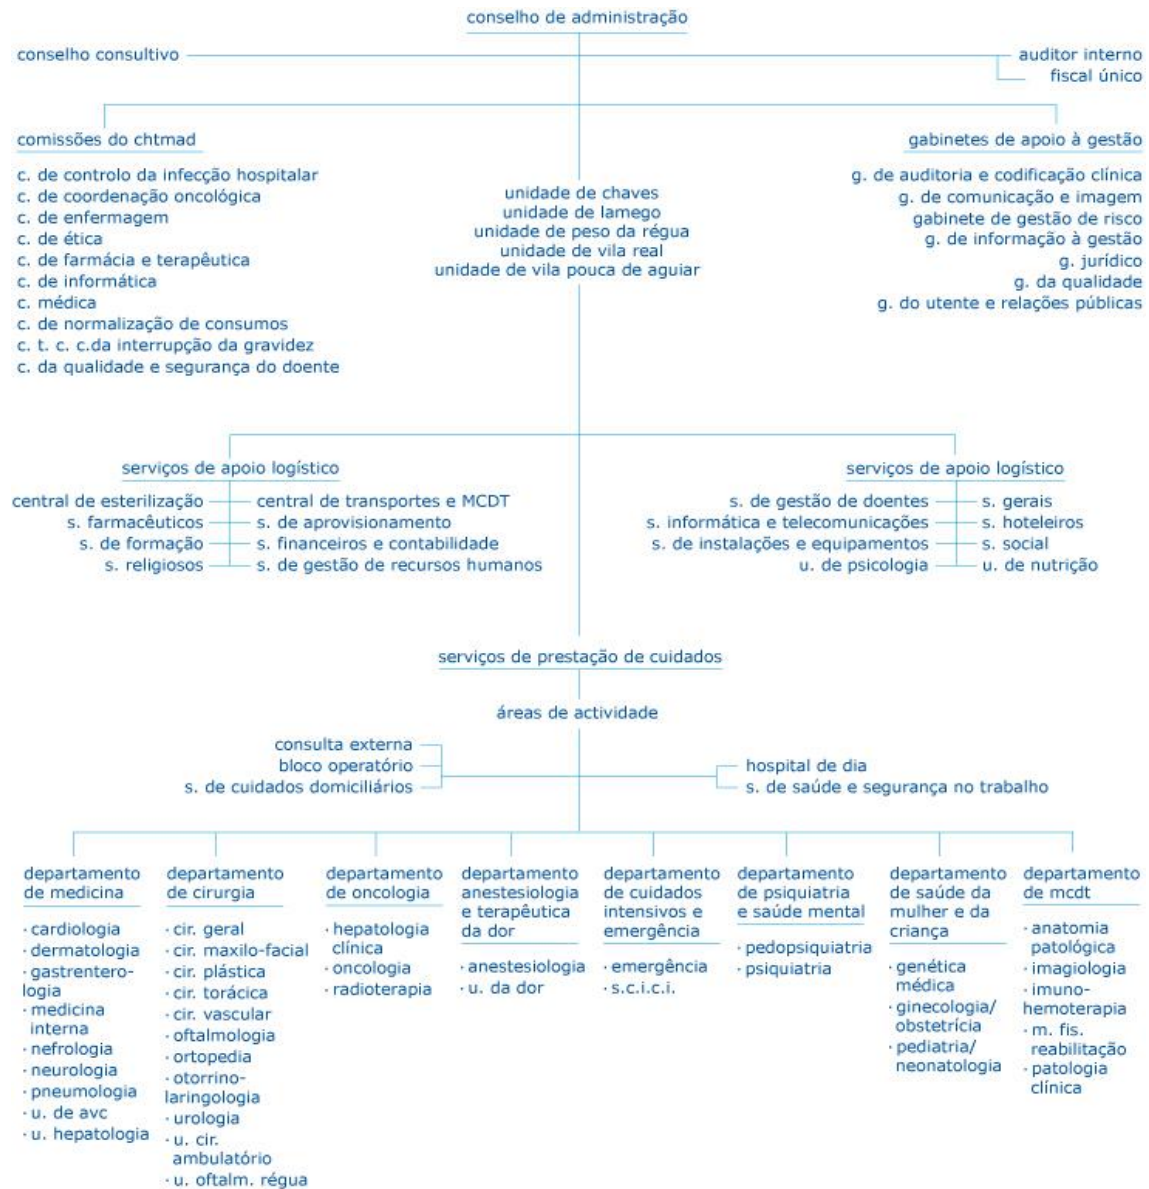 conselho de administração
conselho consultivo
auditor interno
fiscal único
comissões do chtmad
c. de controlo da infecção hospitalar
c. de coordenação oncológica
c. de enfermagem
c. de ética
c. de farmácia e terapêutica
c. de informática
c. médica
c. de normalização de consumos
c. t. c. c.da interrupção da gravidez
c. da qualidade e segurança do doente
unidade de chaves
unidade de lamego
unidade de peso da régua
unidade de vila real
unidade de vila pouca de aguiar
gabinetes de apoio à gestão
g. de auditoria e codificação clínica
g. de comunicação e imagem
gabinete de gestão de risco
g. de informação à gestão
g. jurídico
g. da qualidade
g. do utente e relações públicas
serviços de apoio logístico
central de esterilização
s. farmacêuticos
s. de formação
s. religiosos
central de transportes e MCDT
s. de aprovisionamento
s. financeiros e contabilidade
s. de gestão de recursos humanos
serviços de apoio logístico
s. de gestão de doentes
s. informática e telecomunicações
s. de instalações e equipamentos
u. de psicologia
s. gerais
s. hoteleiros
s. social
u. de nutrição
serviços de prestação de cuidados
áreas de actividade
consulta externa
bloco operatório
s. de cuidados domiciliários
hospital de dia
s. de saúde e segurança no trabalho
departamento
de medicina
· cardiologia
· dermatologia
· gastrentero-
logia
· medicina
interna
· nefrologia
· neurologia
· pneumologia
· u. de avc
· u. hepatologia
departamento
de cirurgia
· cir. geral
· cir. maxilo-facial
· cir. plástica
· cir. torácica
· cir. vascular
· oftalmologia
· ortopedia
· otorrino-
laringologia
· urologia
· u. cir.
ambulatório
· u. oftalm. régua
departamento
de oncologia
· hepatologia
clínica
· oncologia
· radioterapia
departamento
anestesiologia
e terapêutica
da dor
· anestesiologia
· u. da dor
departamento
de cuidados
intensivos e
emergência
· emergência
· s.c.i.c.i.
departamento
de psiquiatria
e saúde mental
· pedopsiquiatria
· psiquiatria
departamento
de saúde da
mulher e da
criança
· genética
médica
· ginecologia/
obstetrícia
· pediatria/
neonatologia
departamento
de mcdt
· anatomia
patológica
· imagiologia
· imuno-
hemoterapia
· m. fis.
reabilitação
· patologia
clínica